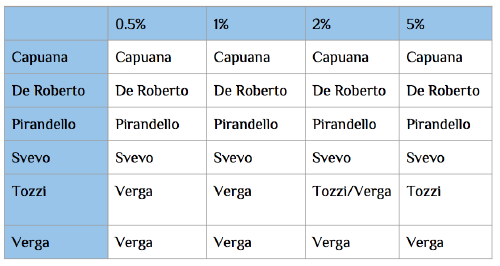 0.5% 1% 2% 5%
Capuana Capuana Capuana Capuana Capuana
De Roberto De Roberto De Roberto De Roberto De Roberto
Pirandello Pirandello Pirandello Pirandello Pirandello
Svevo Svevo Svevo Svevo Svevo
Tozzi Verga Verga Tozzi/Verga Tozzi
Verga Verga Verga Verga Verga